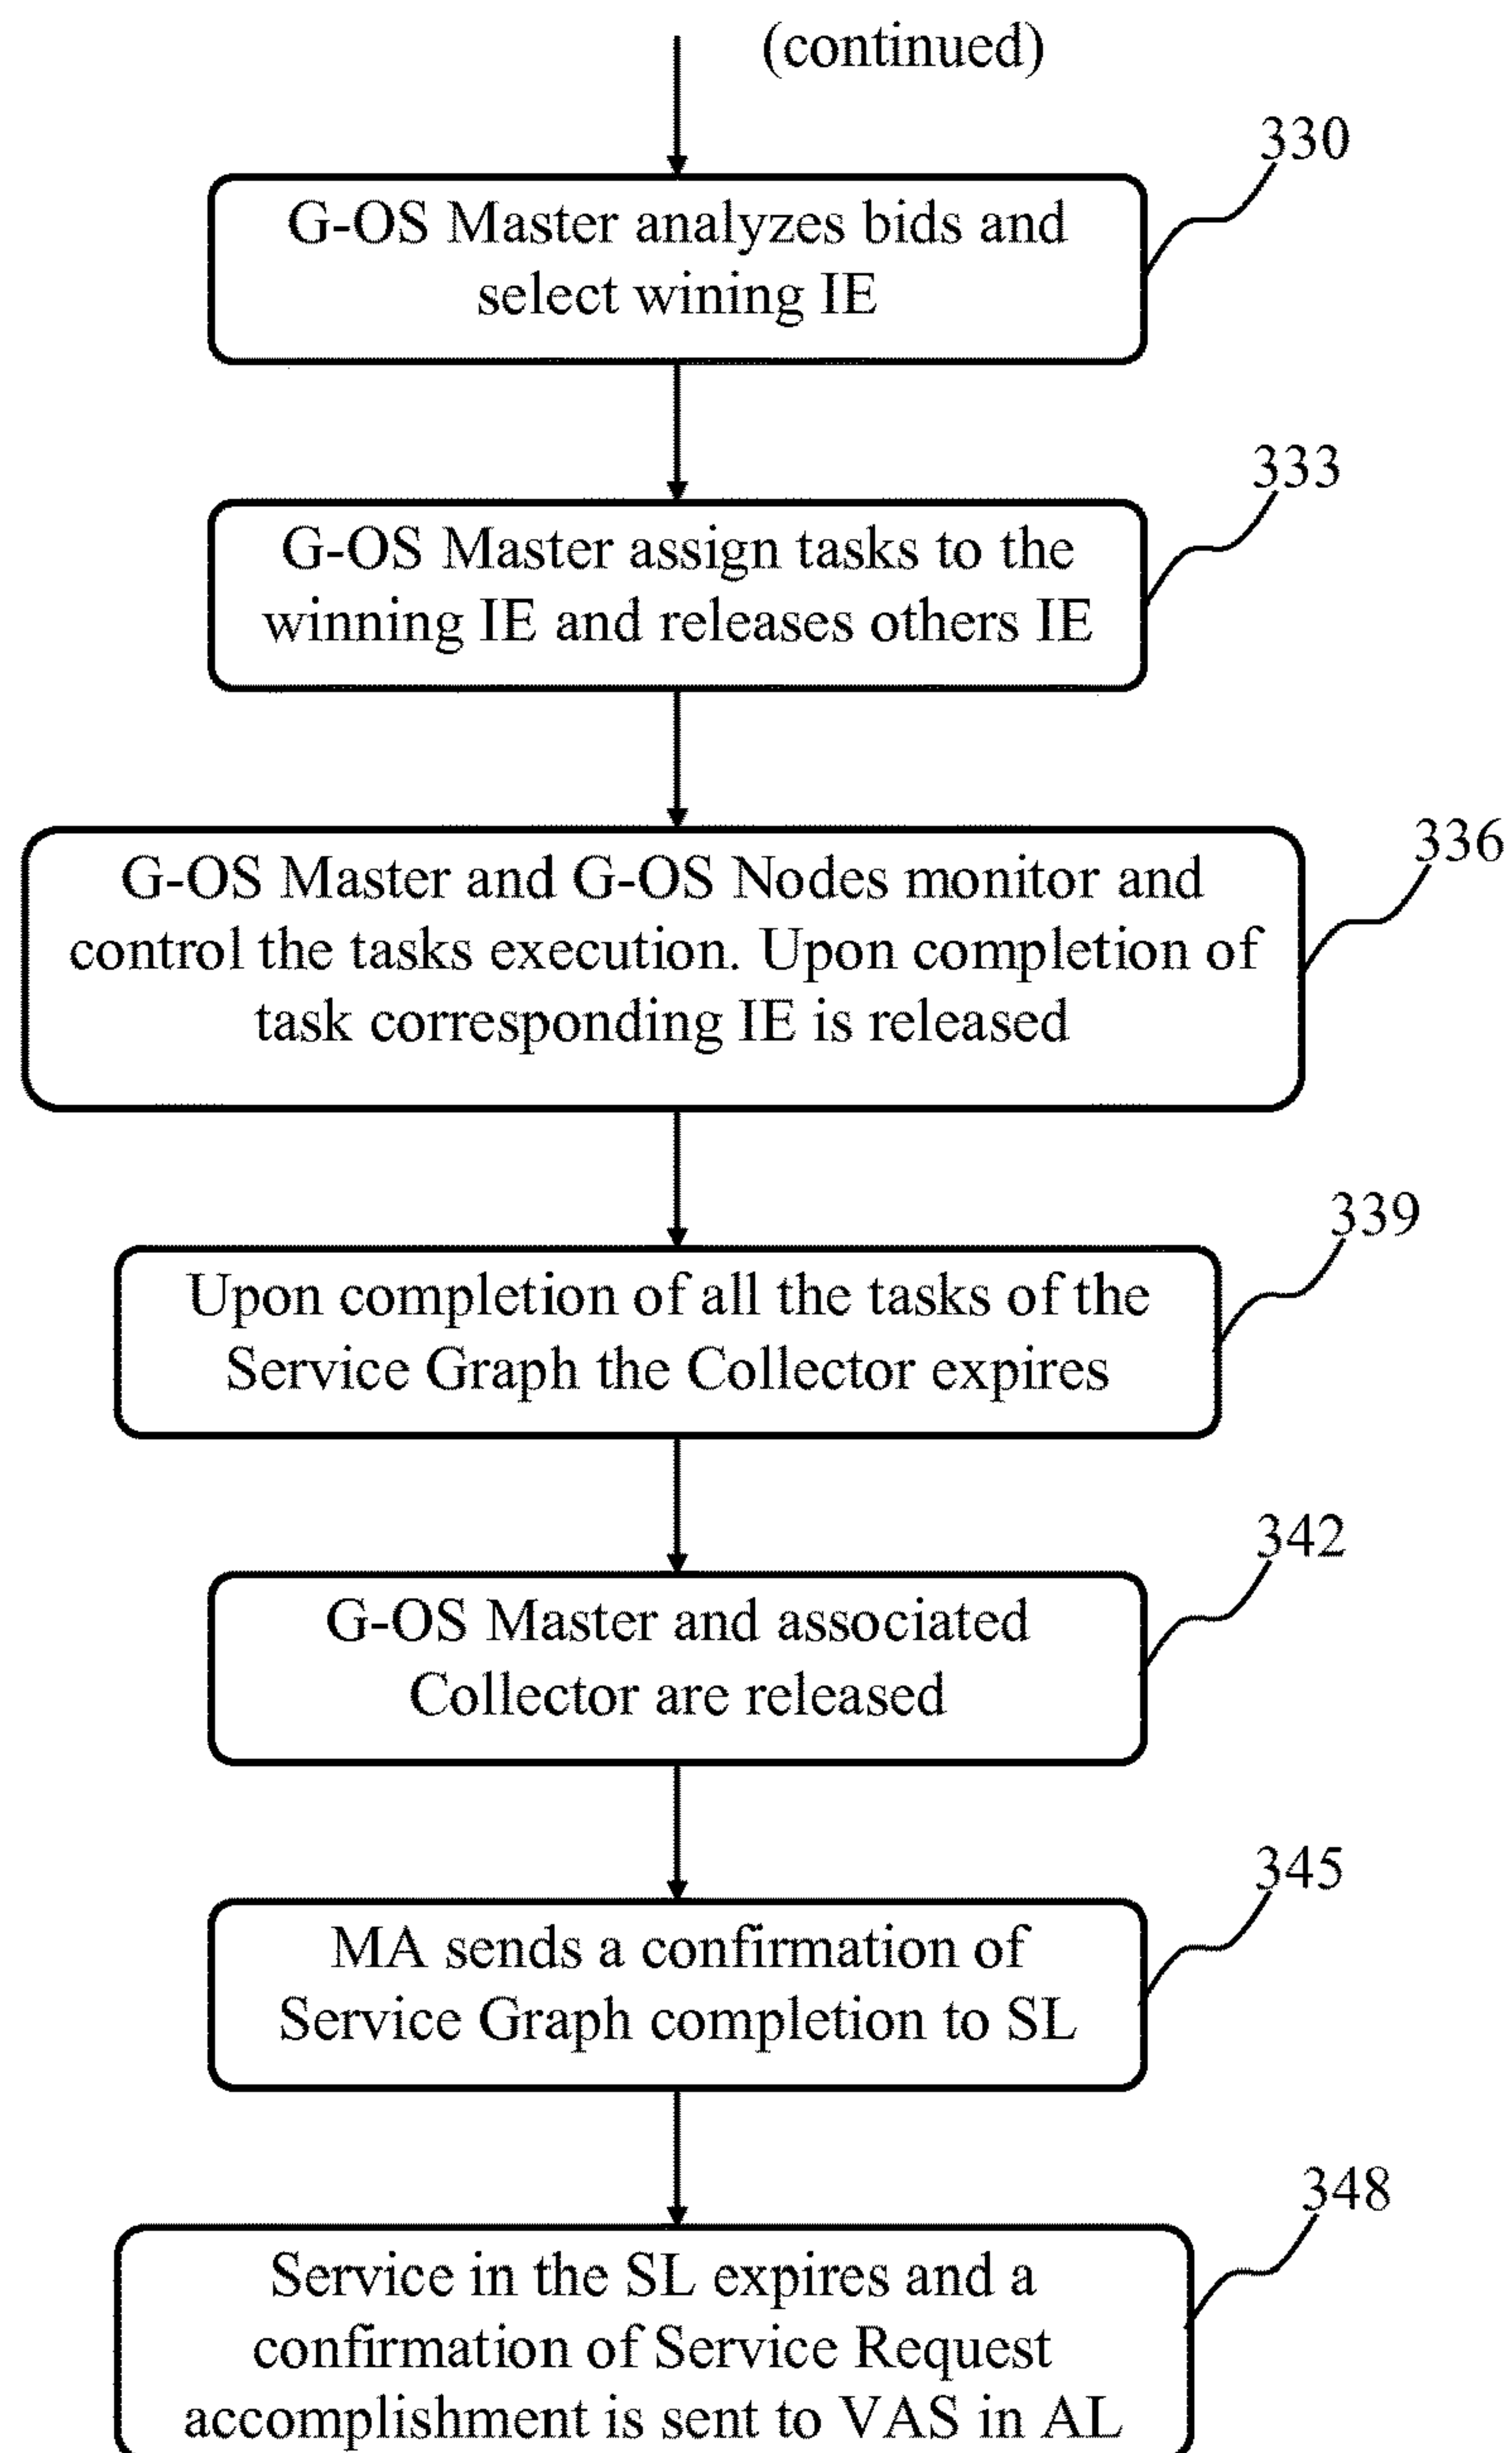 (continued)
330
G-OS Master analyzes bids and
select wining IE
333
G-OS Master assign tasks to the
winning IE and releases others IE
336
G-OS Master and G-OS Nodes monitor and
control the tasks execution. Upon completion of
task corresponding IE is released
339
Upon completion of all the tasks of the
Service Graph the Collector expires
342
G-OS Master and associated
Collector are released
345
MA sends a confirmation of
Service Graph completion to SL
348
Service in the SL expires and a
confirmation of Service Request
accomplishment is sent to VAS in AL